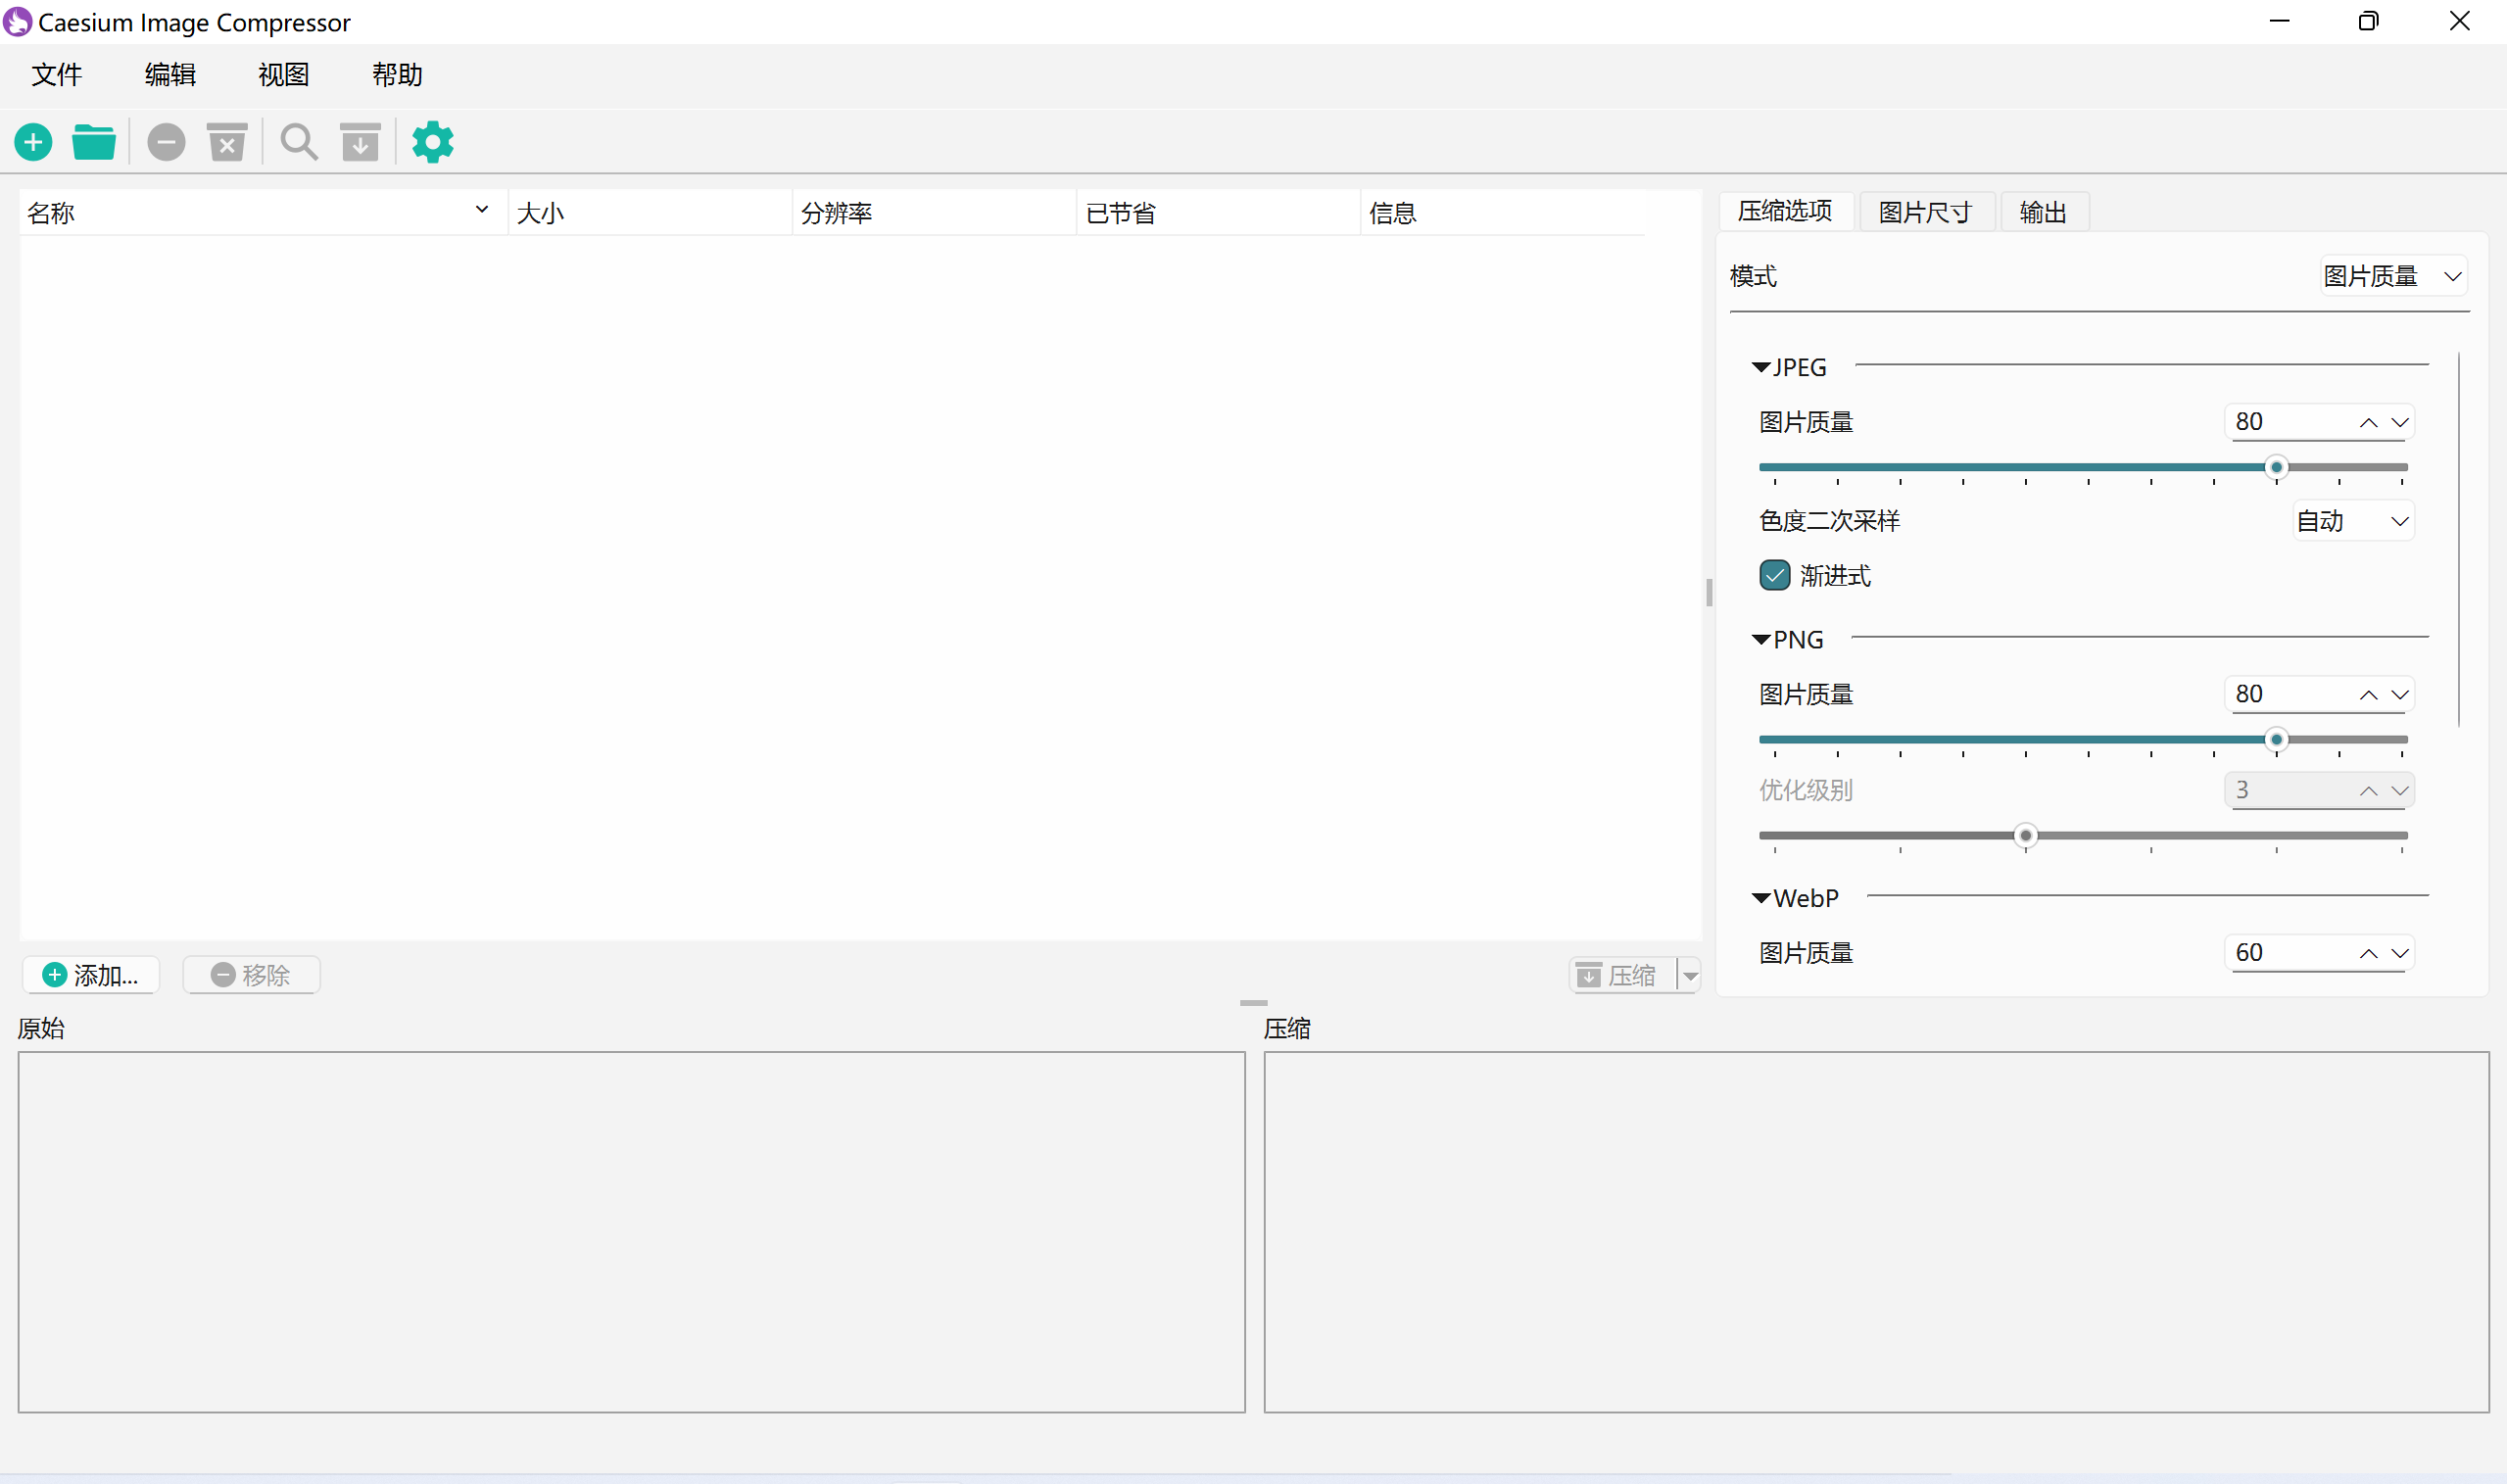 Caesium Image Compressor
文件 编辑 视图 帮助
名称 大小 分辨率 已节省 信息
压缩选项 图片尺寸 输出
模式 图片质量
JPEG
图片质量 80
色度二次采样 自动
渐进式
PNG
图片质量 80
优化级别 3
WebP
图片质量 60
添加... 移除 压缩
原始 压缩